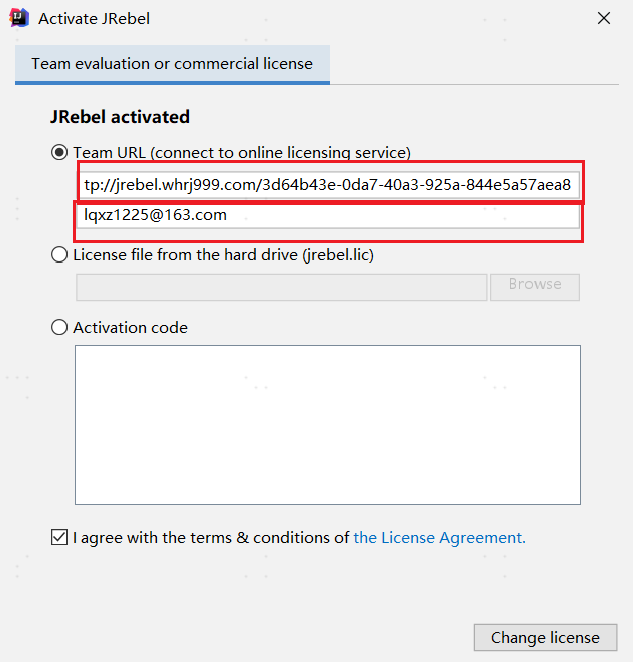 Activate JRebel
Team evaluation or commercial license
JRebel activated
Team URL (connect to online licensing service)
tp://jrebel.whrj999.com/3d64b43e-0da7-40a3-925a-844e5a57aea8
lqxz1225@163.com
License file from the hard drive (jrebel.lic)
Browse
Activation code
I agree with the terms & conditions of the License Agreement.
Change license